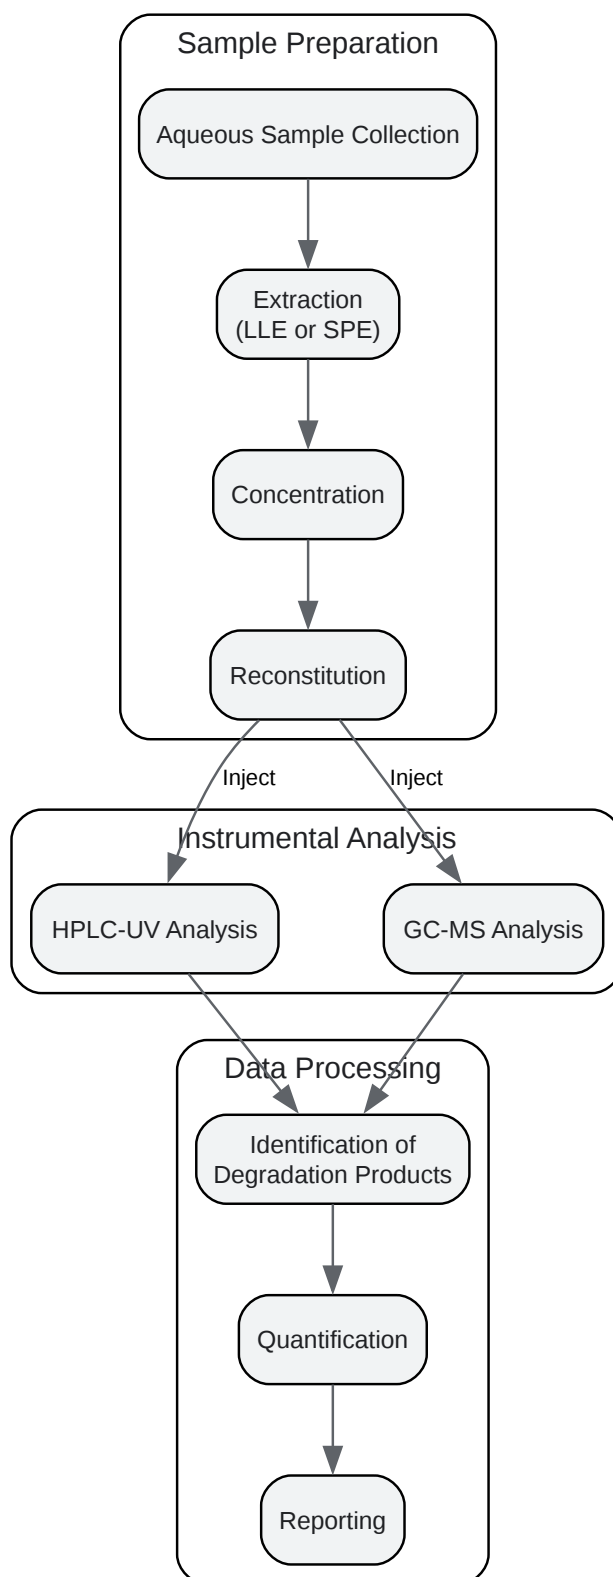 Sample Preparation
Aqueous Sample Collection
Extraction
(LLE or SPE)
Concentration
Reconstitution
Inject
Inject
Instrumental Analysis
HPLC-UV Analysis
GC-MS Analysis
Data Processing
Identification of
Degradation Products
Quantification
Reporting